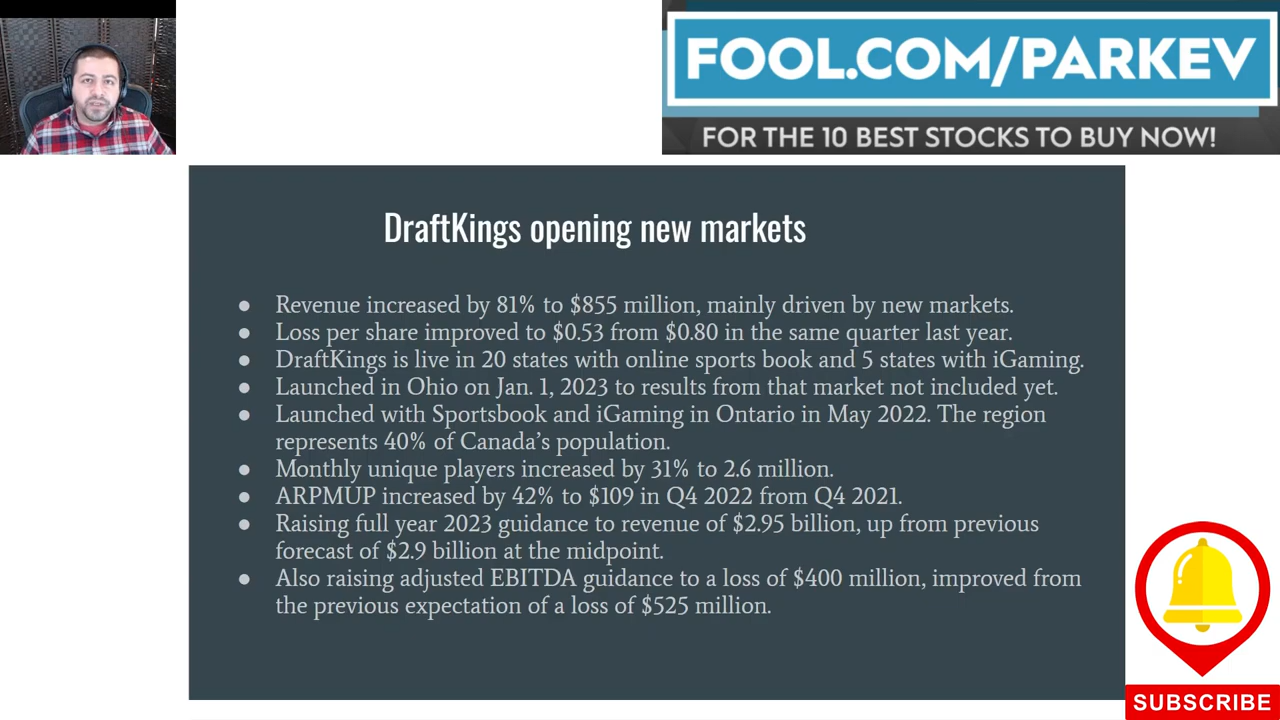 FOOL.COM/PARKEV
FOR THE 10 BEST STOCKS TO BUY NOW!
DraftKings opening new markets
● Revenue increased by 81% to $855 million, mainly driven by new markets.
● Loss per share improved to $0.53 from $0.80 in the same quarter last year.
● DraftKings is live in 20 states with online sports book and 5 states with iGaming.
● Launched in Ohio on Jan. 1, 2023 to results from that market not included yet.
● Launched with Sportsbook and iGaming in Ontario in May 2022. The region
represents 40% of Canada's population.
● Monthly unique players increased by 31% to 2.6 million.
● ARPMUP increased by 42% to $109 in Q4 2022 from Q4 2021.
● Raising full year 2023 guidance to revenue of $2.95 billion, up from previous
forecast of $2.9 billion at the midpoint.
● Also raising adjusted EBITDA guidance to a loss of $400 million, improved from
the previous expectation of a loss of $525 million.
SUBSCRIBE